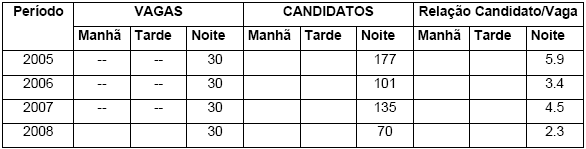 Período VAGAS CANDIDATOS Relação Candidato/Vaga
Manhã Tarde Noite Manhã Tarde Noite Manhã Tarde Noite
2005 -- -- 30 177 5.9
2006 -- -- 30 101 3.4
2007 -- -- 30 135 4.5
2008 30 70 2.3